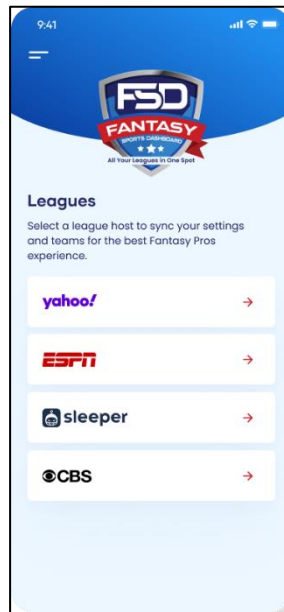 9:41
FSD
FANTASY
SPORTS DASHBOARD
All Your Leagues in One Spot
Leagues
Select a league host to sync your settings
and teams for the best Fantasy Pros
experience.
yahoo!
ESPN
sleeper
CBS